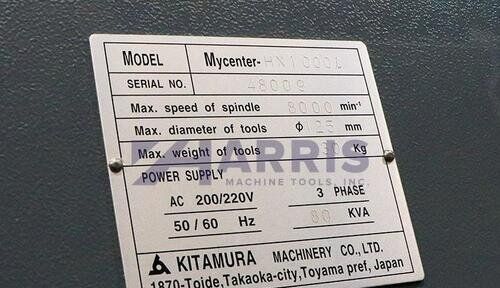 MODEL Mycenter-HX1000i
SERIAL NO. 48009
Max. speed of spindle 8000 min⁻¹
Max. diameter of tools Φ 125 mm
Max. weight of tools 30 Kg
HARRIS
MACHINE TOOLS, INC.
POWER SUPPLY
AC 200/220V 3 PHASE
50/60 Hz 80 KVA
KITAMURA MACHINERY CO., LTD.
1870-Toide, Takaoka-city, Toyama pref, Japan